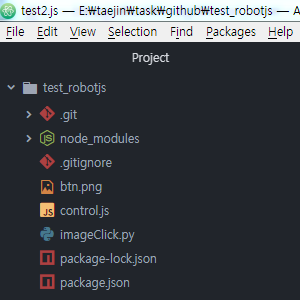 test2.js — E:₩taejin₩task₩github₩test_robotjs — A
File Edit View Selection Find Packages Help
Project
test_robotjs
.git
node_modules
.gitignore
btn.png
JS control.js
imageClick.py
package-lock.json
package.json